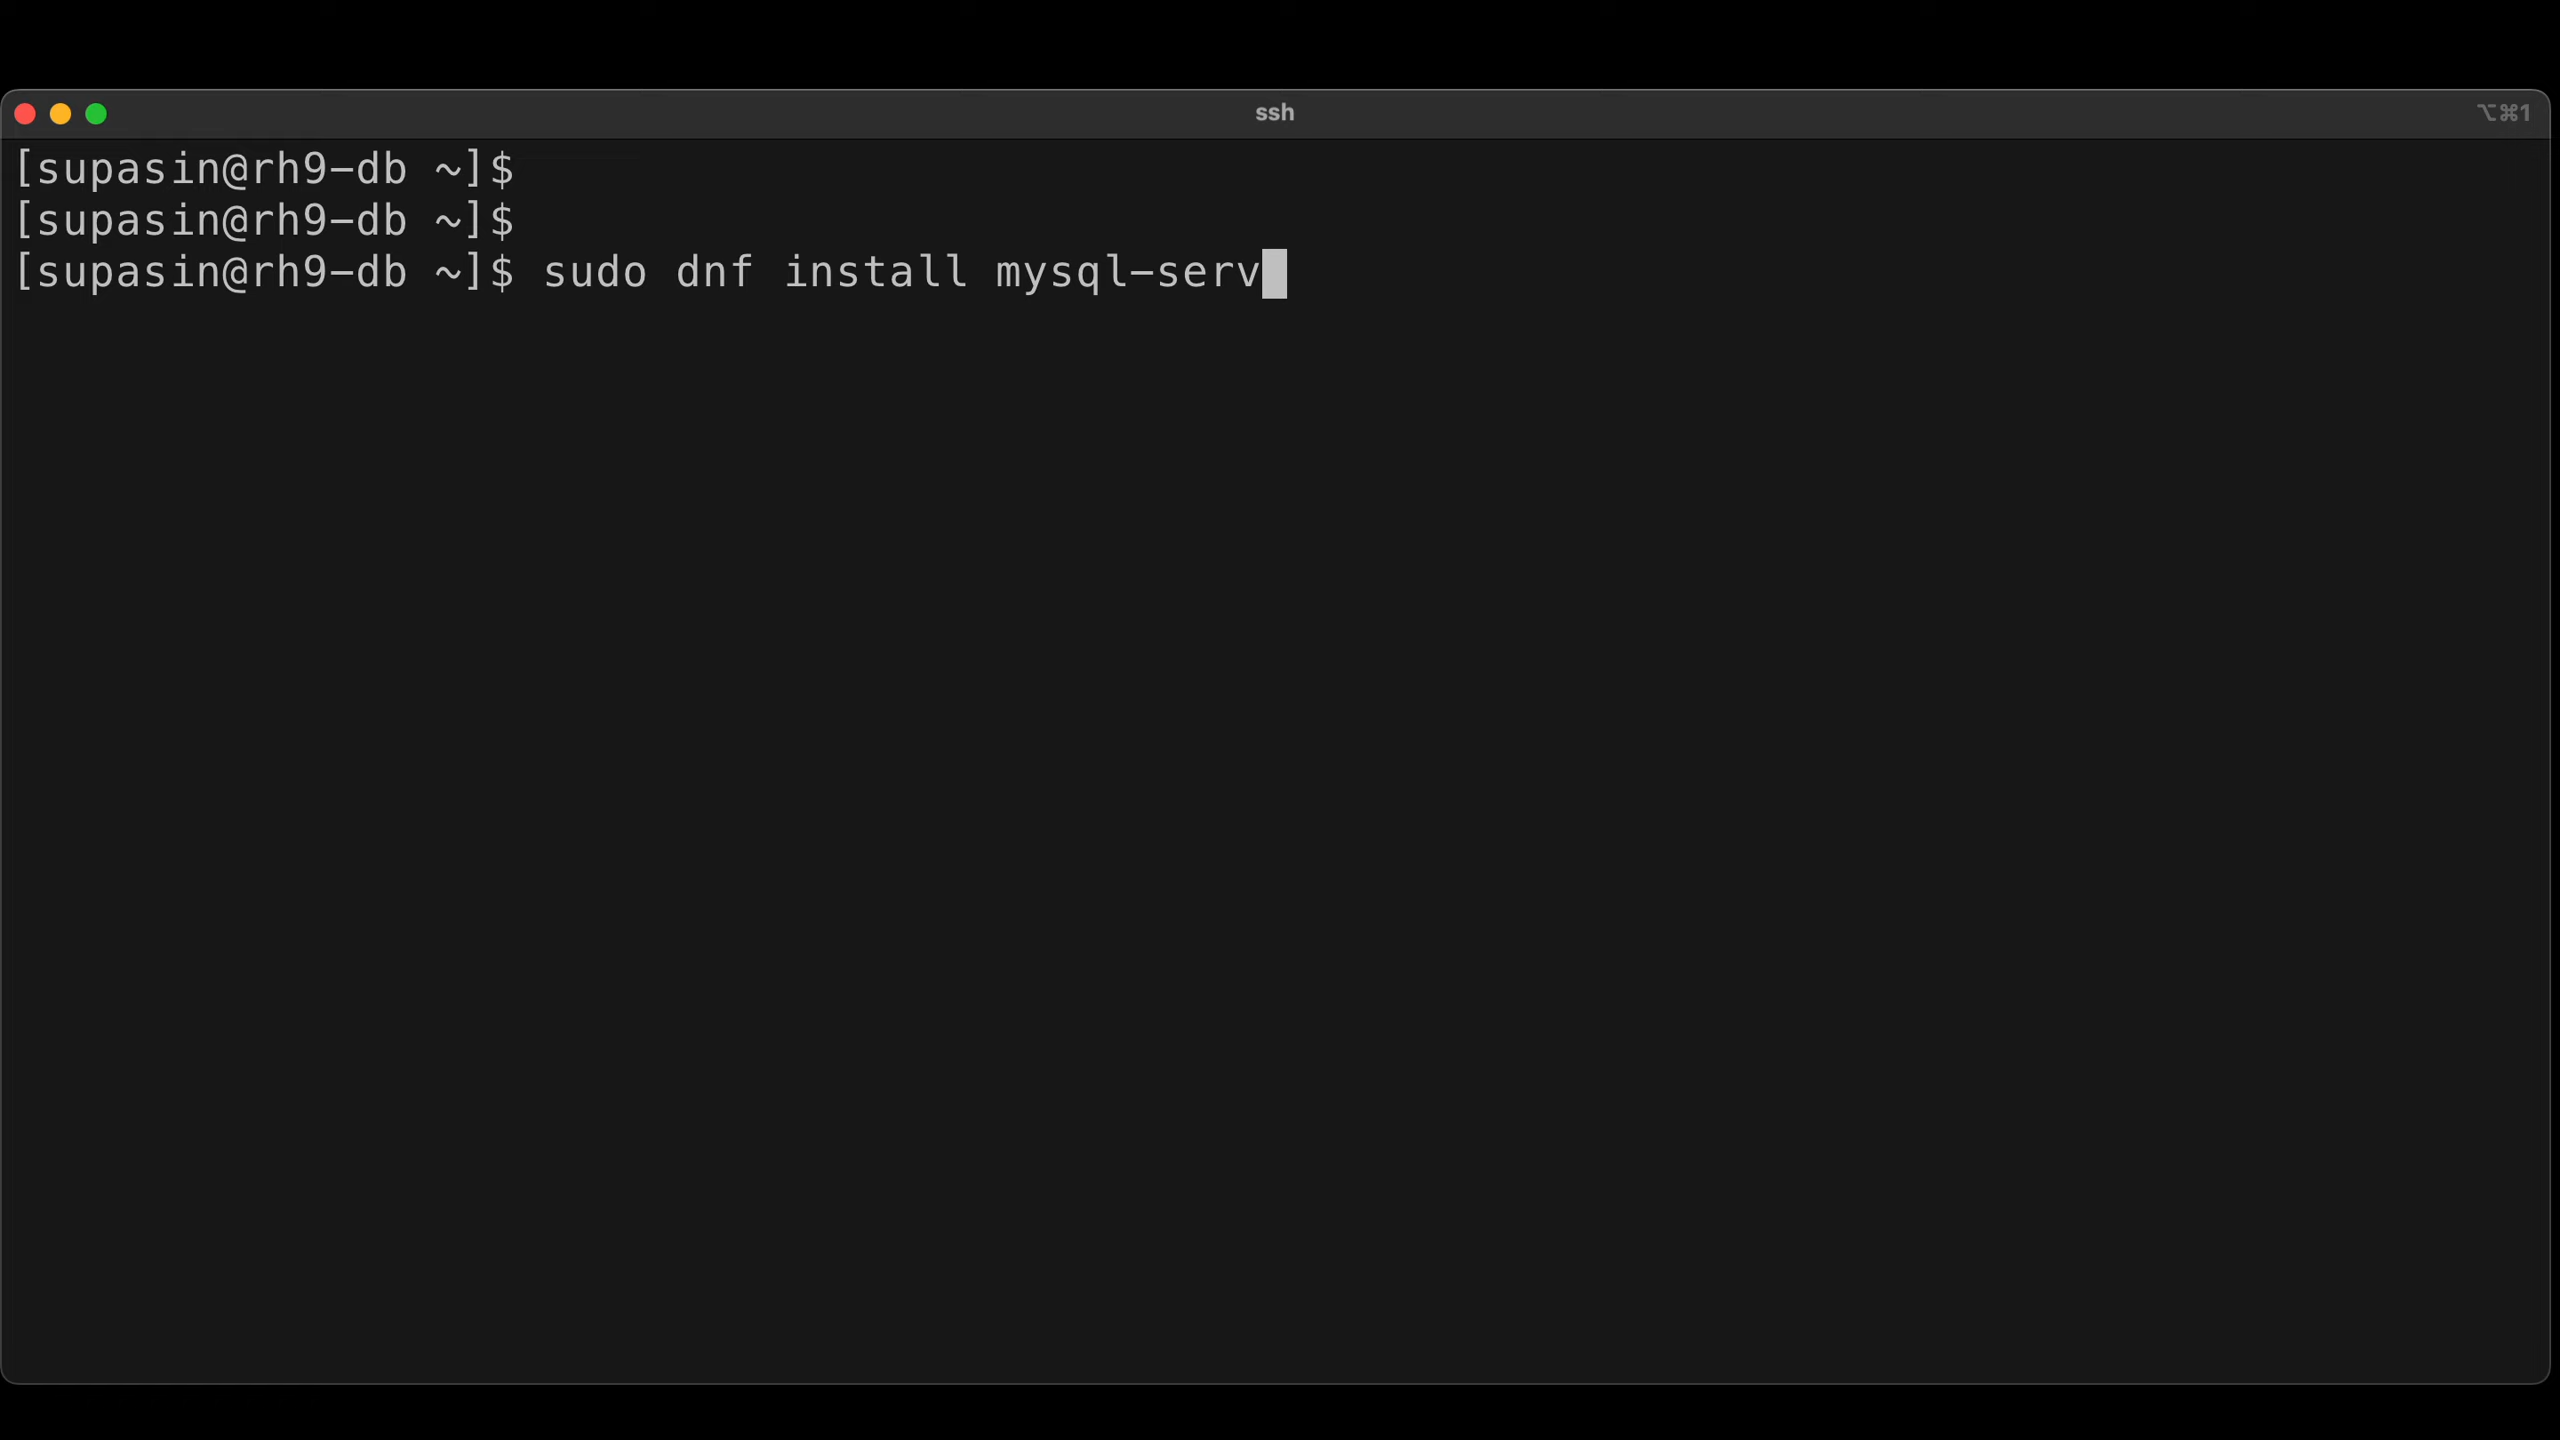 ssh
⌥⌘1
[supasin@rh9-db ~]$
[supasin@rh9-db ~]$
[supasin@rh9-db ~]$ sudo dnf install mysql-serv